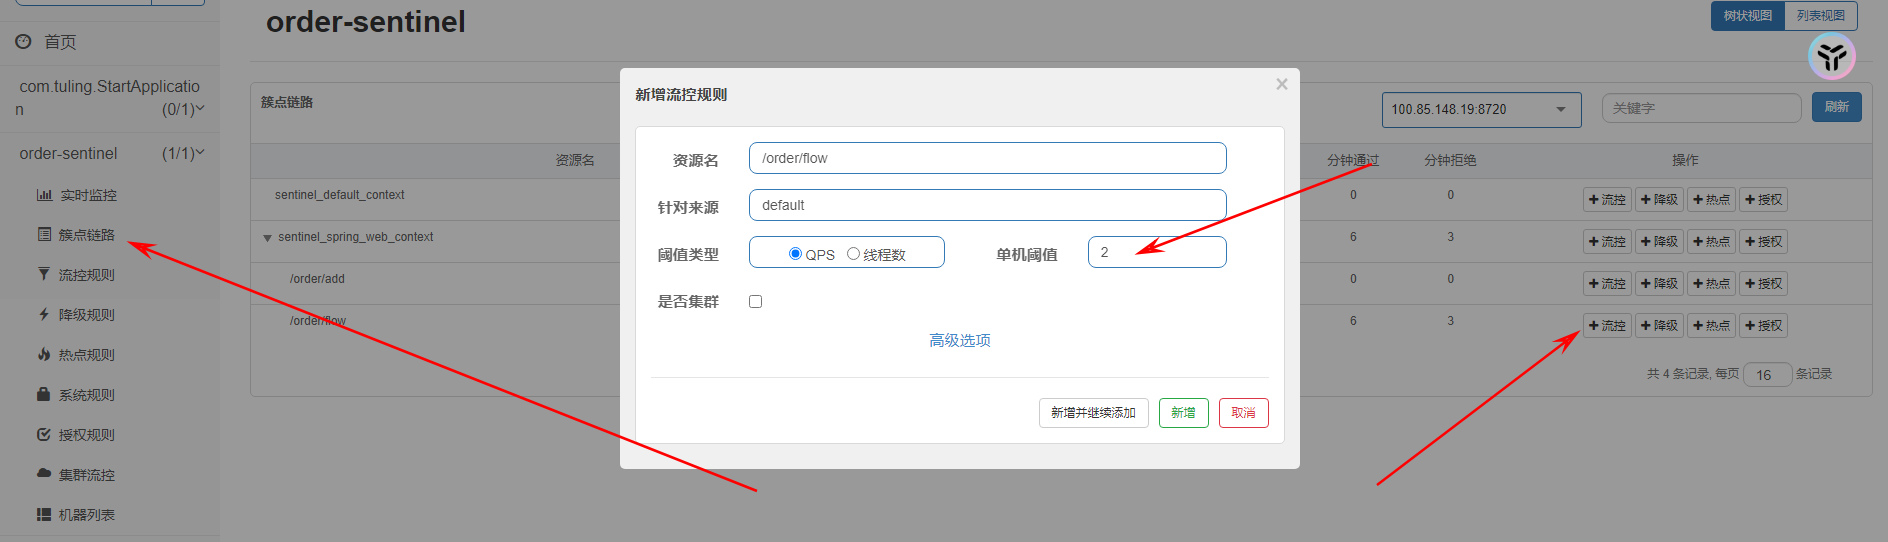 order-sentinel
树状视图 列表视图
首页
com.tuling.StartApplicatio
n (0/1)
order-sentinel (1/1)
实时监控
簇点链路
流控规则
降级规则
热点规则
系统规则
授权规则
集群流控
机器列表
簇点链路
100.85.148.19:8720 关键字 刷新
资源名 分钟通过 分钟拒绝 操作
sentinel_default_context 0 0 流控 降级 热点 授权
sentinel_spring_web_context 6 3 流控 降级 热点 授权
/order/add 0 0 流控 降级 热点 授权
/order/flow 6 3 流控 降级 热点 授权
共 4 条记录, 每页 16 条记录
新增流控规则 ×
资源名 /order/flow
针对来源 default
阈值类型 QPS 线程数 单机阈值 2
是否集群
高级选项
新增并继续添加 新增 取消